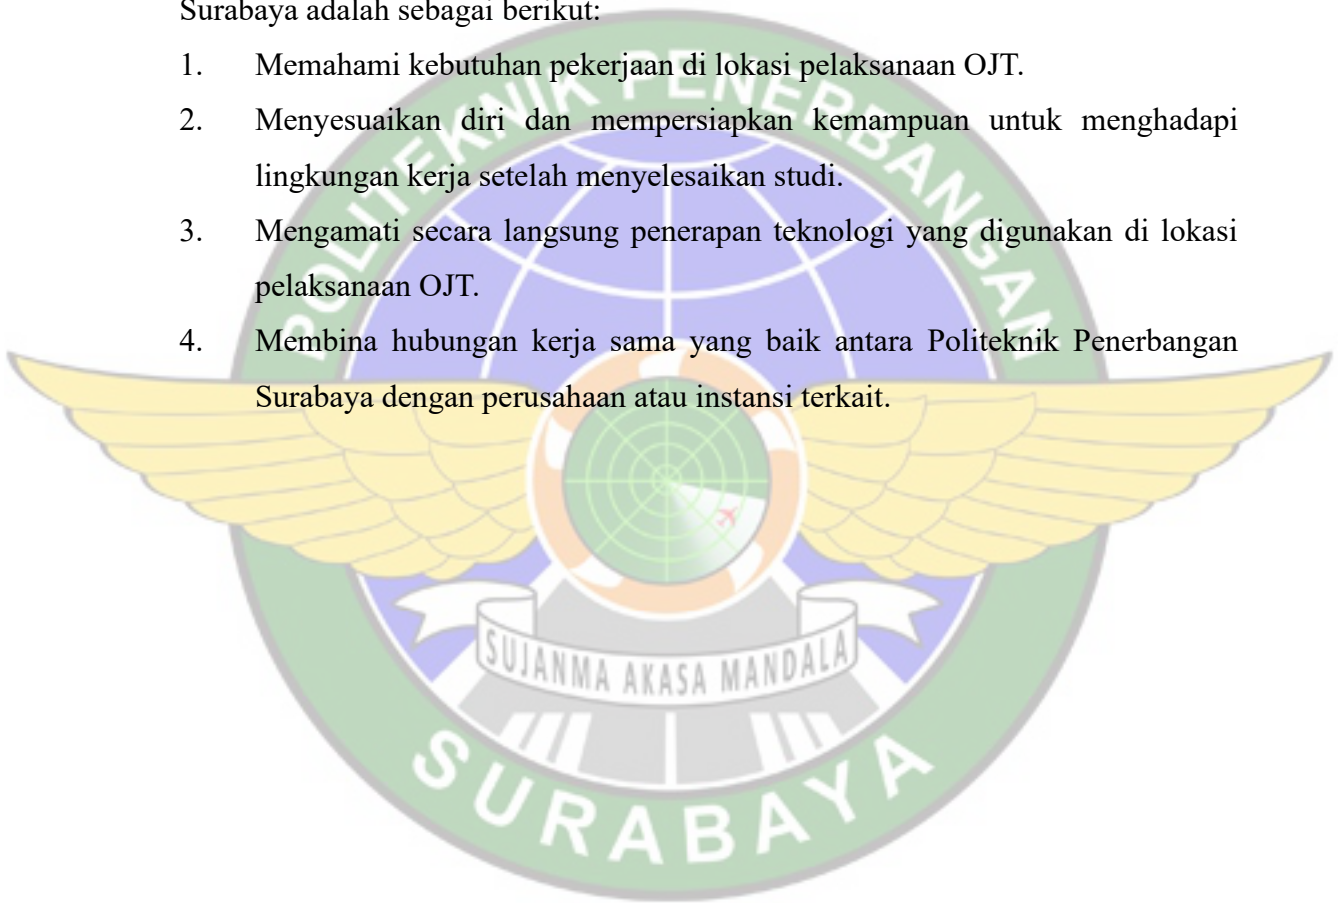 Surabaya adalah sebagai berikut:
1. Memahami kebutuhan pekerjaan di lokasi pelaksanaan OJT.
2. Menyesuaikan diri dan mempersiapkan kemampuan untuk menghadapi
lingkungan kerja setelah menyelesaikan studi.
3. Mengamati secara langsung penerapan teknologi yang digunakan di lokasi
pelaksanaan OJT.
4. Membina hubungan kerja sama yang baik antara Politeknik Penerbangan
Surabaya dengan perusahaan atau instansi terkait.
POLITEKNIK PENERBANGAN
SUJANMA AKASA MANDALA
SURABAYA